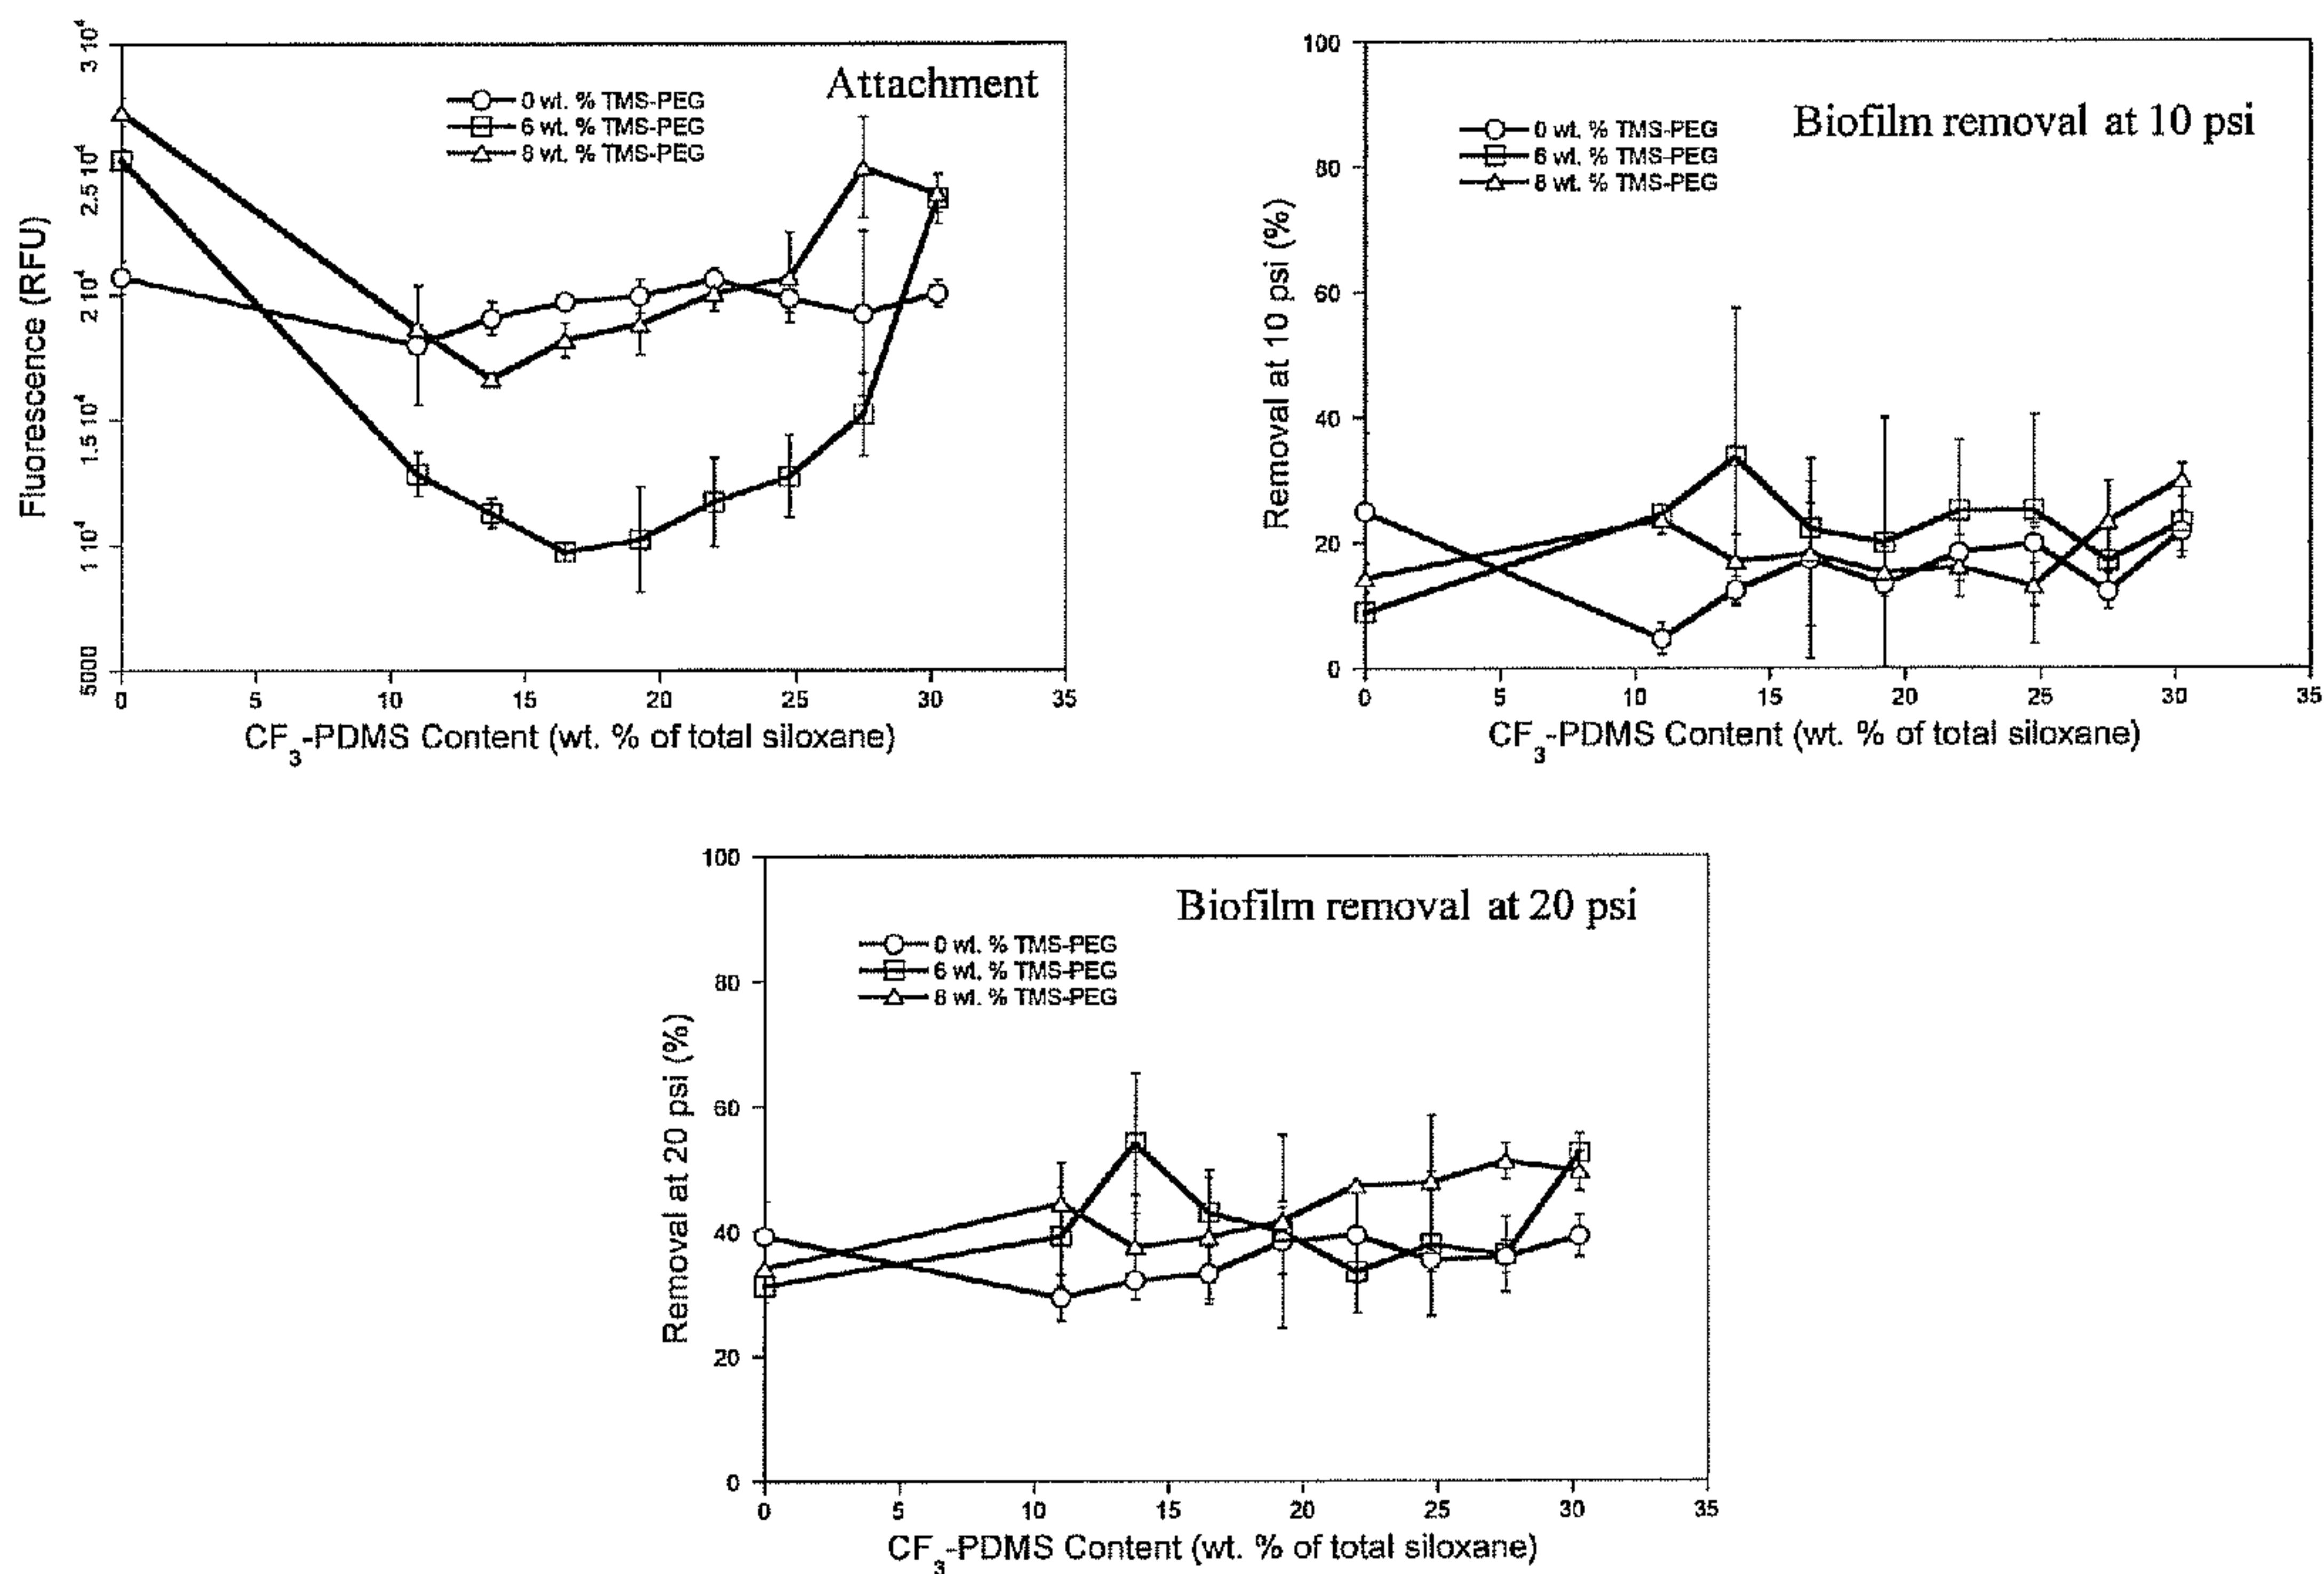 Attachment
0 wt. % TMS-PEG
6 wt. % TMS-PEG
8 wt. % TMS-PEG
Fluorescence (RFU)
3 10⁴
2.5 10⁴
2 10⁴
1.5 10⁴
1 10⁴
5000
0 5 10 15 20 25 30 35
CF₃-PDMS Content (wt. % of total siloxane)
Biofilm removal at 10 psi
0 wt. % TMS-PEG
6 wt. % TMS-PEG
8 wt. % TMS-PEG
Removal at 10 psi (%)
100
80
60
40
20
0
0 5 10 15 20 25 30 35
CF₃-PDMS Content (wt. % of total siloxane)
Biofilm removal at 20 psi
0 wt. % TMS-PEG
6 wt. % TMS-PEG
8 wt. % TMS-PEG
Removal at 20 psi (%)
100
80
60
40
20
0
0 5 10 15 20 25 30 35
CF₃-PDMS Content (wt. % of total siloxane)